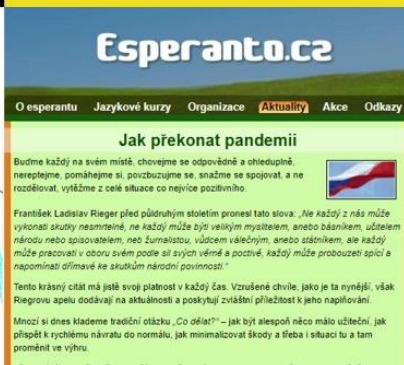 Esperanto.cz
O esperantu Jazykové kurzy Organizace Aktuality Akce Odkazy
Jak překonat pandemii
Buďme každý na svém místě, chovejme se odpovědně a ohleduplně,
nereptejme, pomáhejme si, povzbuzujme se, snažme se spojovat, a ne
rozdělovat, vytěžme z celé situace co nejvíce pozitivního.
František Ladislav Rieger před půldruhým stoletím pronesl tato slova: „Ne každý z nás může
vykonati skutky nesmrtelné, ne každý může býti velikým myslitelem, anebo básníkem, učitelem
národu nebo spisovatelem, neb žurnalistou, vůdcem válečným, anebo státníkem, ale každý
může pracovati v oboru svém podle sil svých věrně a poctivě, každý může probouzeti spící a
napomínati dřímavé ke skutkům národní povinnosti.“
Tento krásný citát má jistě svoji platnost v každý čas. Vzrušené chvíle, jako je ta nynější, však
Riegrovu apelu dodávají na aktuálnosti a poskytují zvláštní příležitost k jeho naplňování.
Mnozí si dnes klademe tradiční otázku „Co dělat?“ – jak být alespoň něco málo užiteční, jak
přispět k rychlému návratu do normálu, jak minimalizovat škody a třeba i situaci tu a tam
proměnit ve výhru.